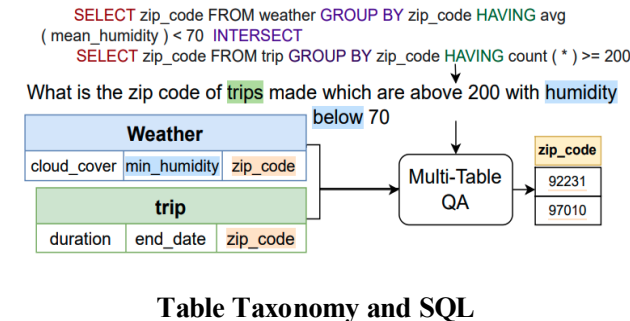 SELECT zip_code FROM weather GROUP BY zip_code HAVING avg
( mean_humidity ) < 70 INTERSECT
SELECT zip_code FROM trip GROUP BY zip_code HAVING count ( * ) >= 200
What is the zip code of trips made which are above 200 with humidity
below 70
Weather
cloud_cover min_humidity zip_code
trip
duration end_date zip_code
Multi-Table
QA
zip_code
92231
97010
Table Taxonomy and SQL